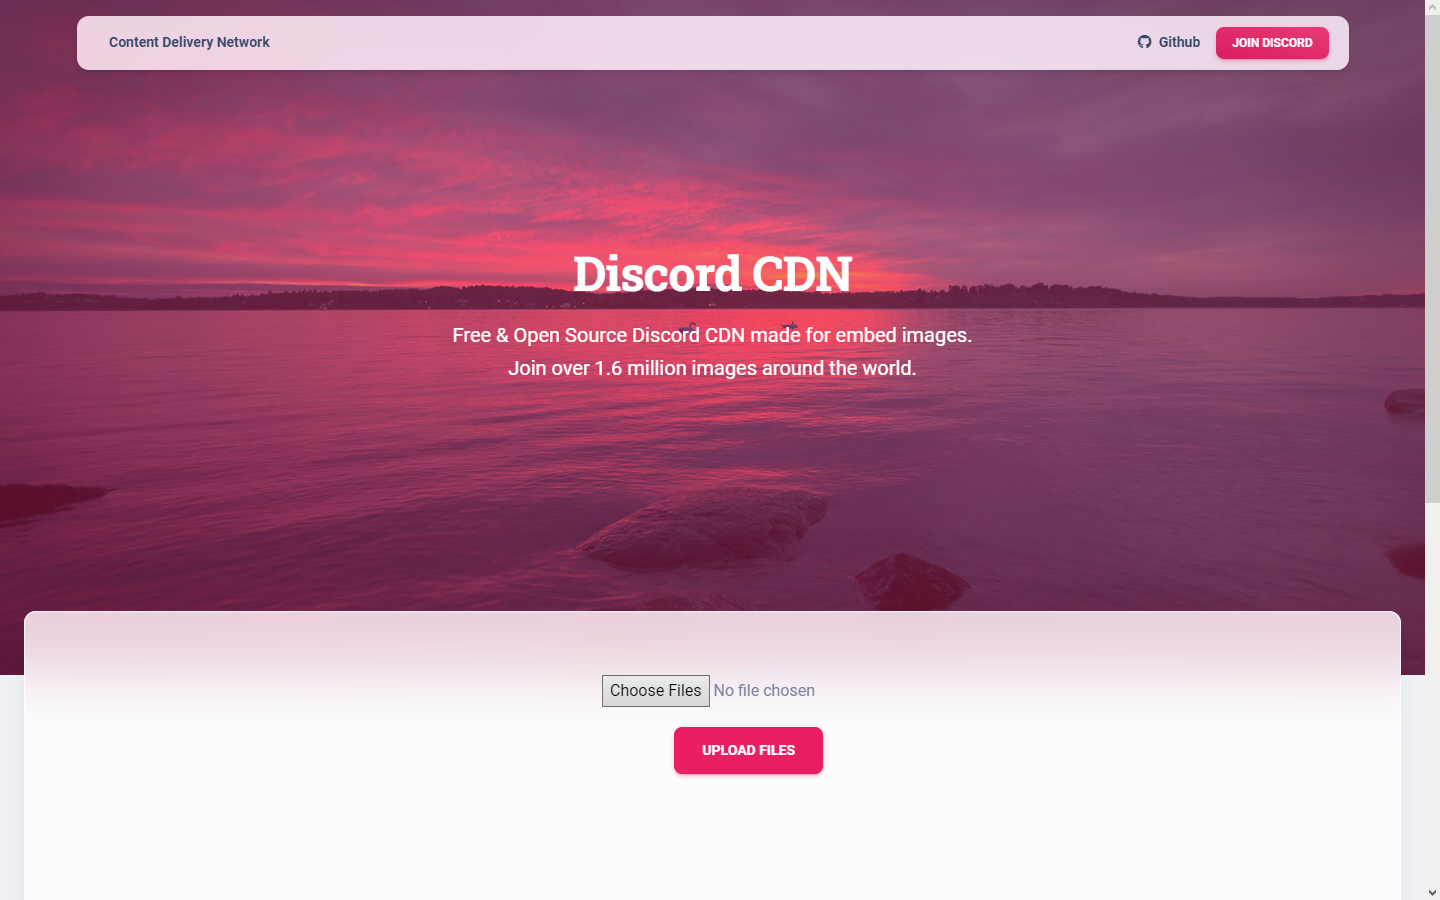 Content Delivery Network
Github
JOIN DISCORD
Discord CDN
Free & Open Source Discord CDN made for embed images.
Join over 1.6 million images around the world.
Choose Files No file chosen
UPLOAD FILES